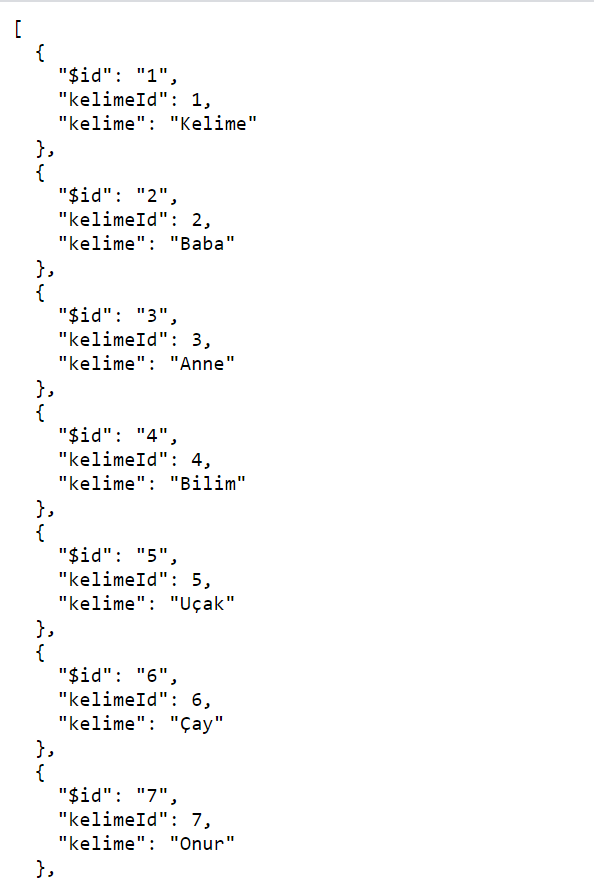 [
{
"$id": "1",
"kelimeId": 1,
"kelime": "Kelime"
},
{
"$id": "2",
"kelimeId": 2,
"kelime": "Baba"
},
{
"$id": "3",
"kelimeId": 3,
"kelime": "Anne"
},
{
"$id": "4",
"kelimeId": 4,
"kelime": "Bilim"
},
{
"$id": "5",
"kelimeId": 5,
"kelime": "Uçak"
},
{
"$id": "6",
"kelimeId": 6,
"kelime": "Çay"
},
{
"$id": "7",
"kelimeId": 7,
"kelime": "Onur"
},